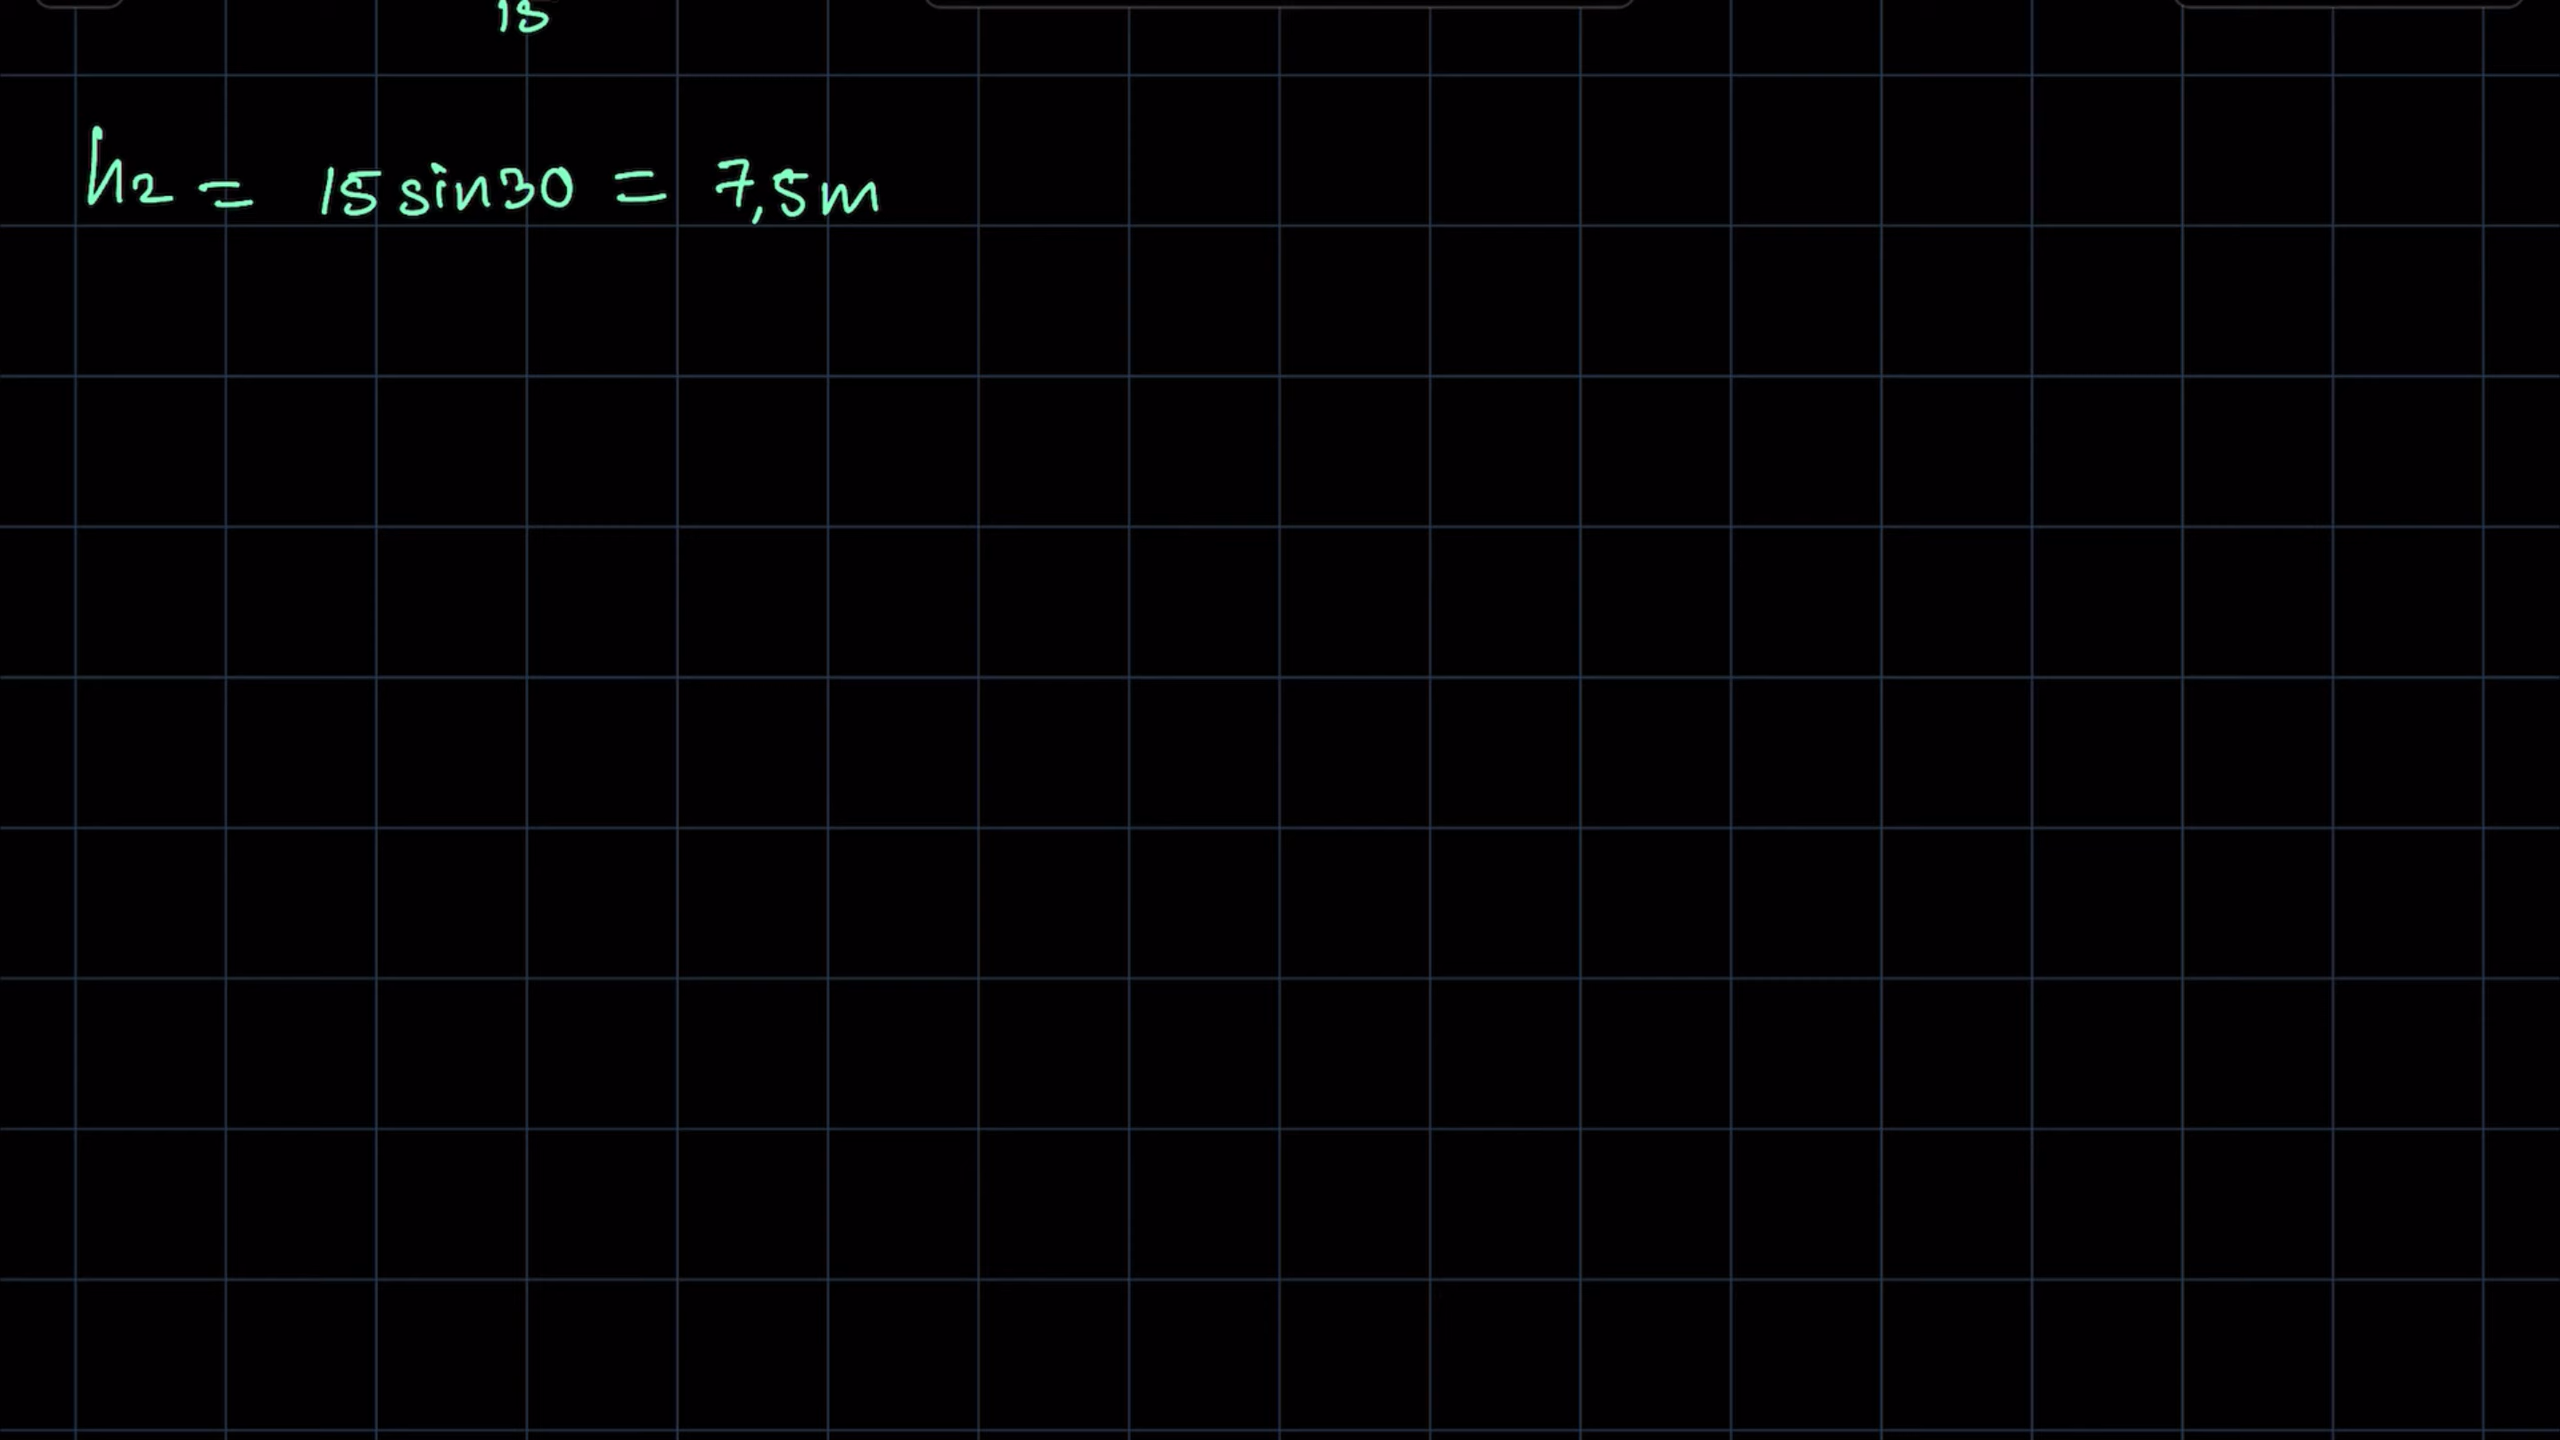 15
h2 = 15 sin30 = 7,5m